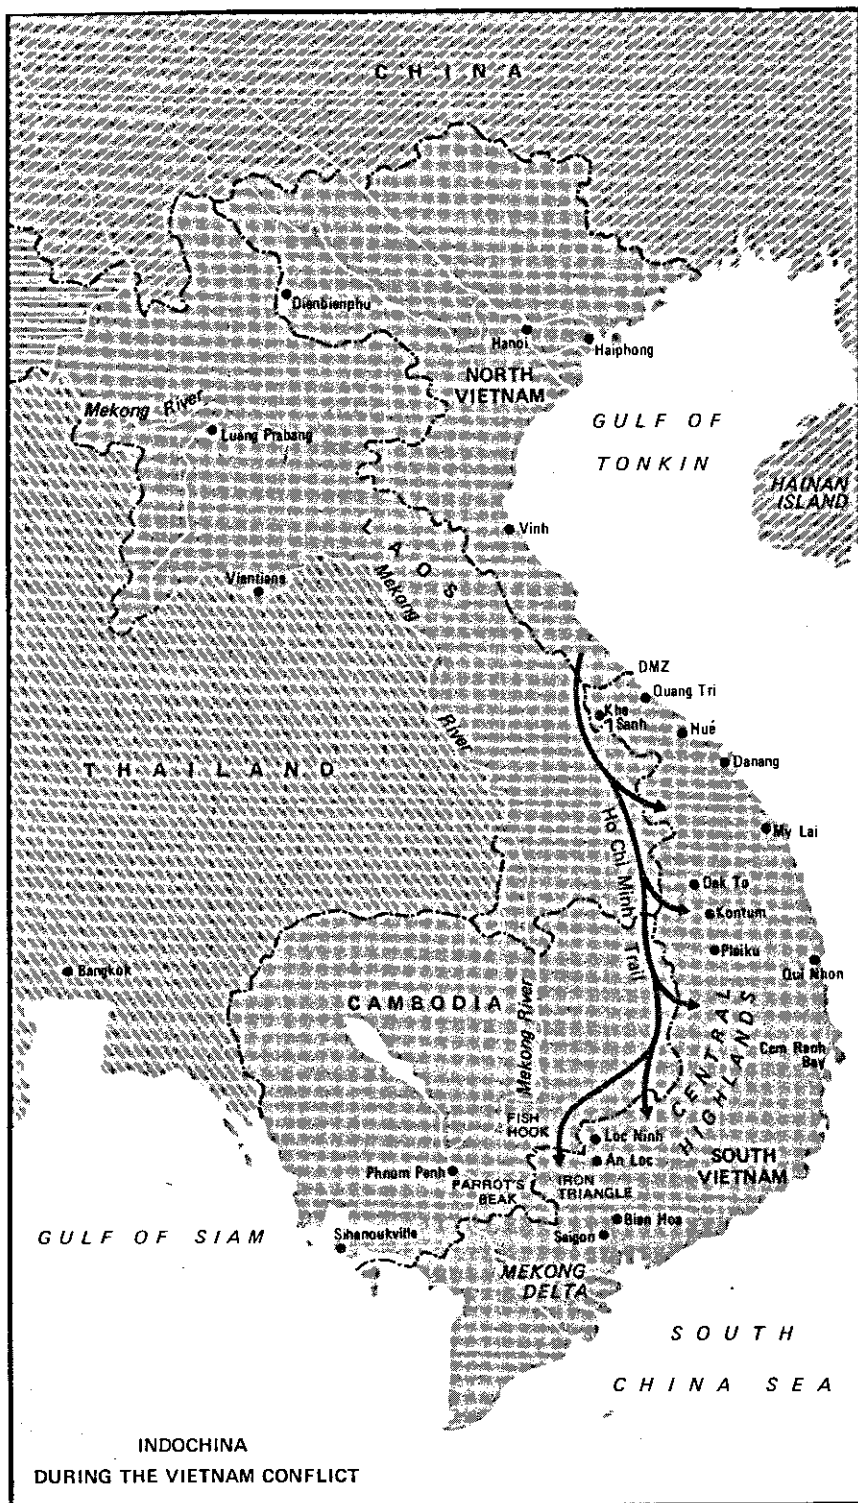 CHINA
Dienbienphu
Hanoi
Haiphong
NORTH
VIETNAM
Mekong River
Luang Prabang
GULF OF
TONKIN
HAINAN
ISLAND
Vinh
LAOS
Vientiane
Mekong
River
DMZ
Quang Tri
Khe
Sanh
Hué
Danang
THAILAND
Ho Chi Minh Trail
My Lai
Dak To
Kontum
Pleiku
Qui Nhon
Bangkok
CAMBODIA
Mekong River
CENTRAL
HIGHLANDS
Cam Ranh
Bay
FISH
HOOK
Loc Ninh
An Loc
SOUTH
VIETNAM
Phnom Penh
PARROT'S
BEAK
IRON
TRIANGLE
Bien Hoa
Saigon
GULF OF SIAM
Sihanoukville
MEKONG
DELTA
SOUTH
CHINA SEA
INDOCHINA
DURING THE VIETNAM CONFLICT